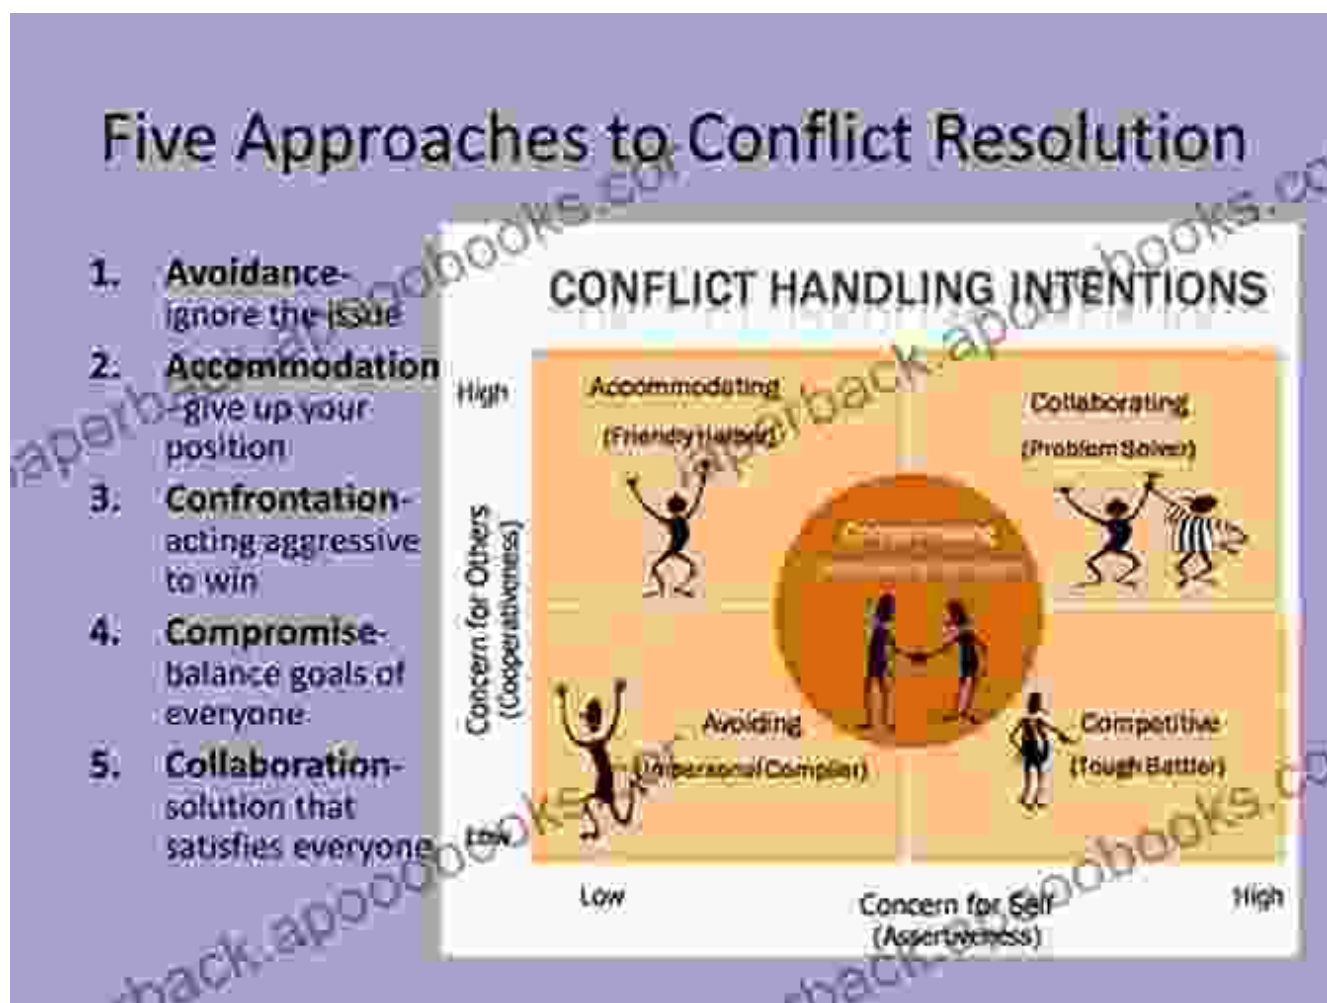 Five Approaches to Conflict Resolution
1. Avoidance-
ignore the issue
2. Accommodation
-give up your
position
3. Confrontation-
acting aggressive
to win
4. Compromise-
balance goals of
everyone
5. Collaboration-
solution that
satisfies everyone
CONFLICT HANDLING INTENTIONS
High
Accommodating
(Friendly Helper)
Collaborating
(Problem Solver)
Concern for Others
(Cooperativeness)
Avoiding
Competitive
(Tough Battler)
Low
Low
Concern for Self
(Assertiveness)
High